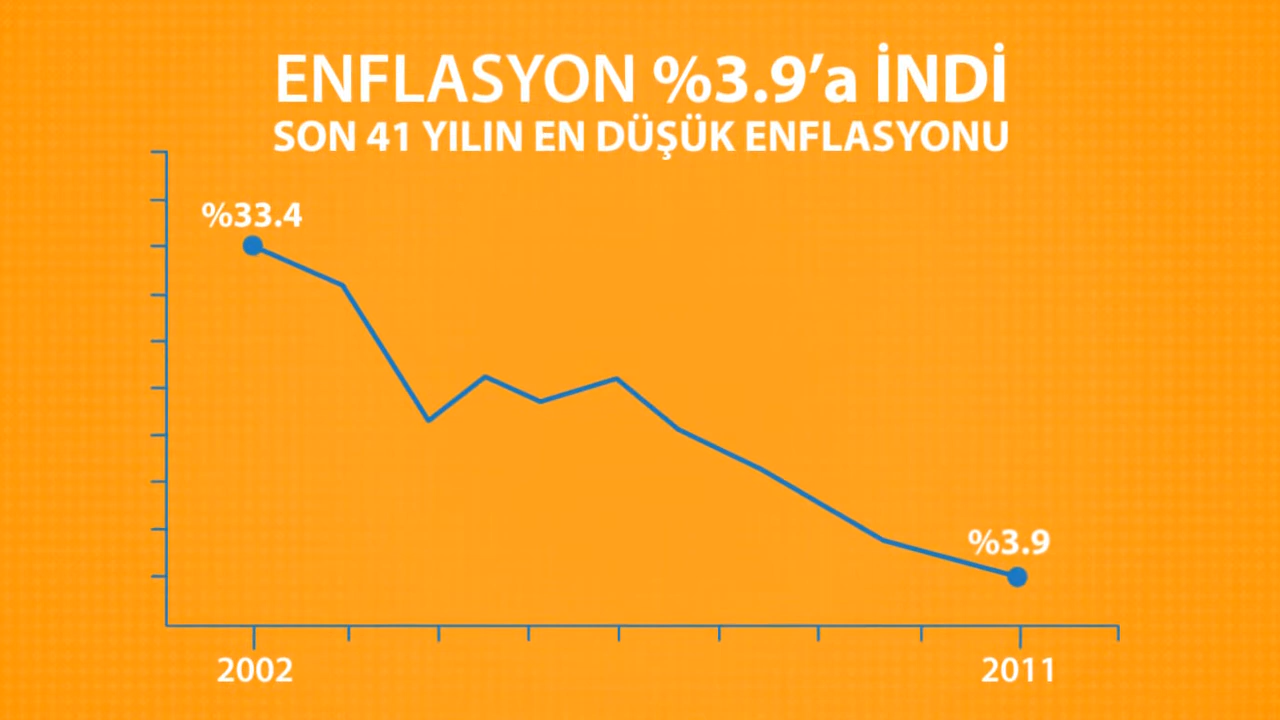 ENFLASYON %3.9’a İNDİ
SON 41 YILIN EN DÜŞÜK ENFLASYONU
%33.4
%3.9
2002
2011